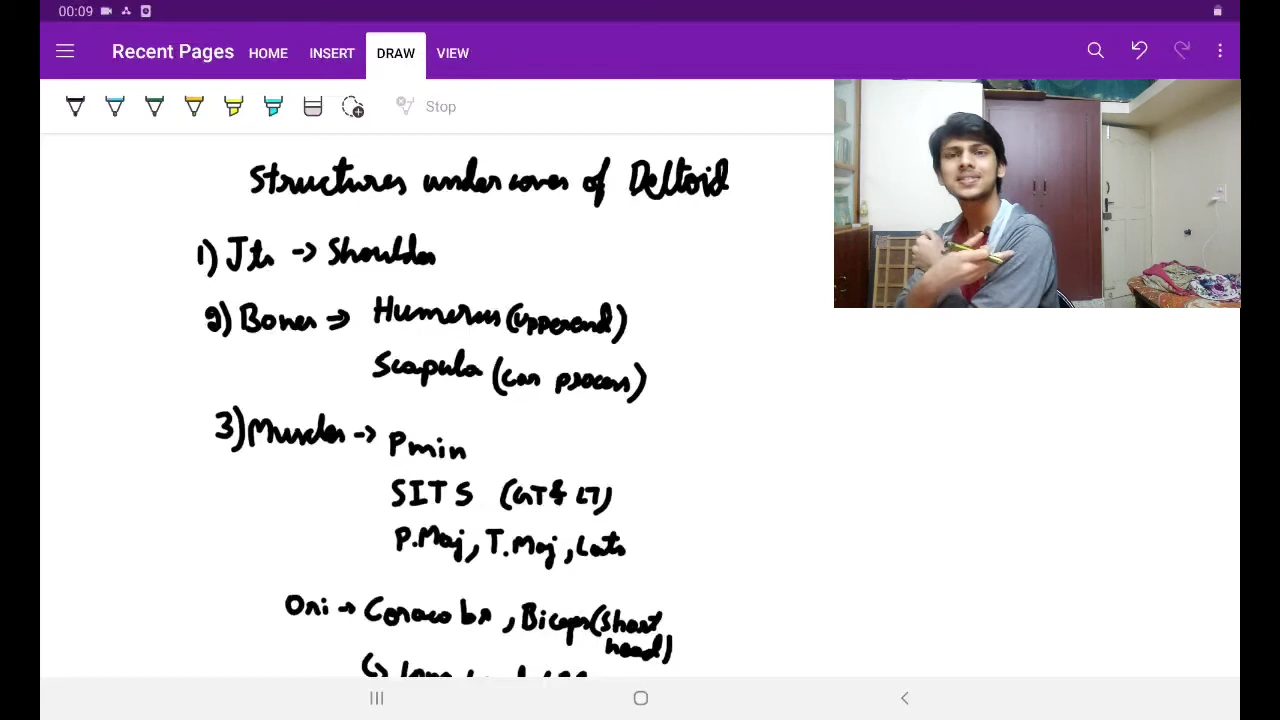 00:09
Recent Pages HOME INSERT DRAW VIEW
Stop
Structures under cover of Deltoid
1) Jts -> Shoulder
2) Bones => Humerus (upper end)
Scapula (Cor process)
3) Muscles -> Pmin
SITS (GT & LT)
P.Maj, T.Maj, Lats
Ori -> Coraco br, Biceps (Short
head)